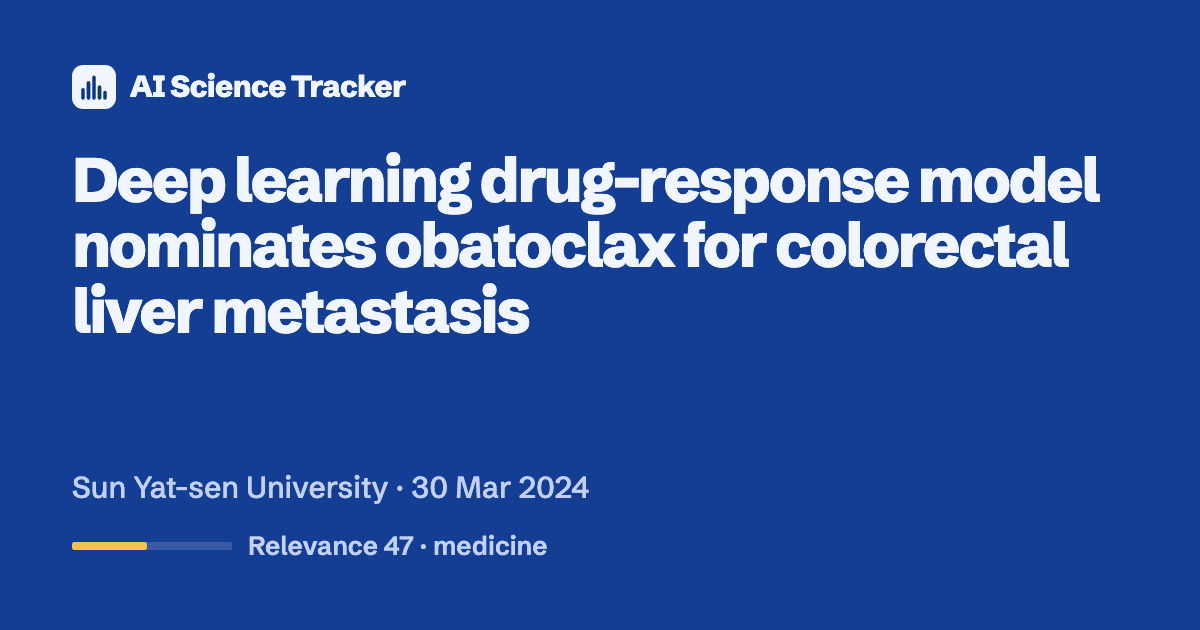 AI Science Tracker
Deep learning drug-response model
nominates obatoclax for colorectal
liver metastasis
Sun Yat-sen University · 30 Mar 2024
Relevance 47 · medicine